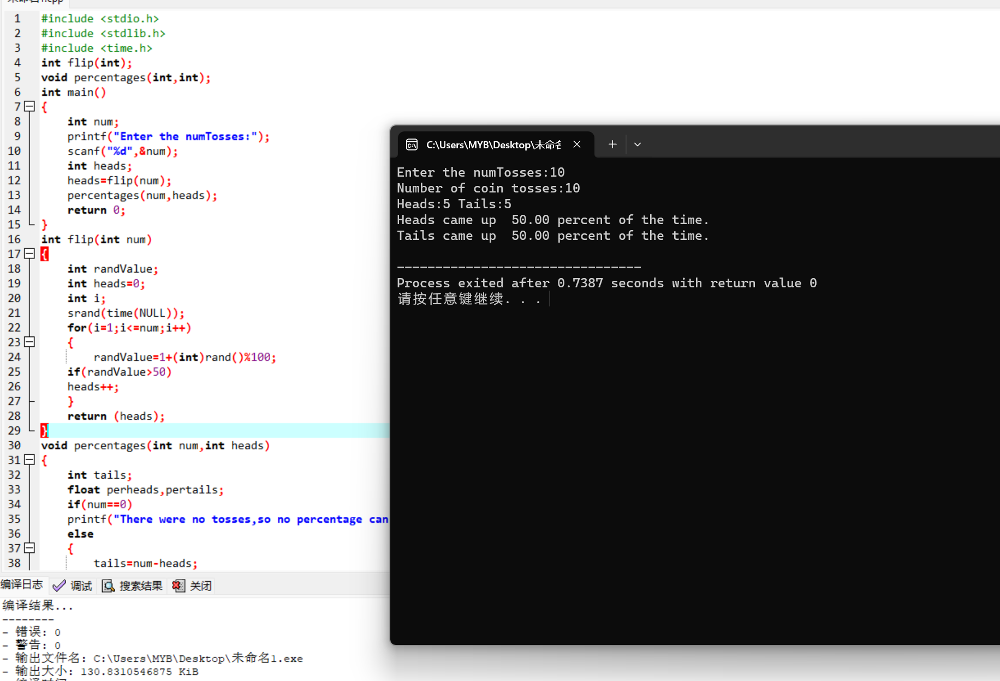 1 #include <stdio.h>
2 #include <stdlib.h>
3 #include <time.h>
4 int flip(int);
5 void percentages(int,int);
6 int main()
7 {
8 int num;
9 printf("Enter the numTosses:");
10 scanf("%d",&num);
11 int heads;
12 heads=flip(num);
13 percentages(num,heads);
14 return 0;
15 }
16 int flip(int num)
17 {
18 int randValue;
19 int heads=0;
20 int i;
21 srand(time(NULL));
22 for(i=1;i<=num;i++)
23 {
24 randValue=1+(int)rand()%100;
25 if(randValue>50)
26 heads++;
27 }
28 return (heads);
29 }
30 void percentages(int num,int heads)
31 {
32 int tails;
33 float perheads,pertails;
34 if(num==0)
35 printf("There were no tosses,so no percentage can
36 else
37 {
38 tails=num-heads;
C:\Users\MYB\Desktop\未命名
Enter the numTosses:10
Number of coin tosses:10
Heads:5 Tails:5
Heads came up  50.00 percent of the time.
Tails came up  50.00 percent of the time.
--------------------------------
Process exited after 0.7387 seconds with return value 0
请按任意键继续. . .
编译日志 调试 搜索结果 关闭
编译结果...
--------
- 错误: 0
- 警告: 0
- 输出文件名: C:\Users\MYB\Desktop\未命名1.exe
- 输出大小: 130.8310546875 KiB